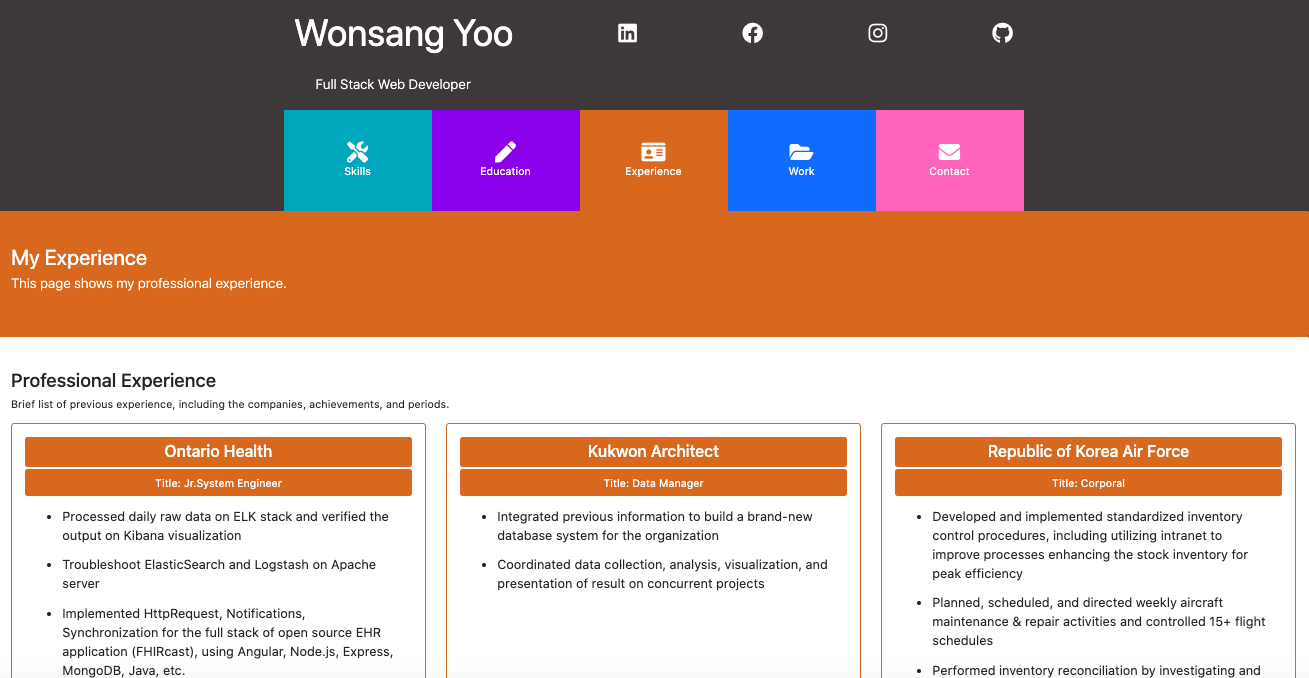 Wonsang Yoo
Full Stack Web Developer
Skills
Education
Experience
Work
Contact
My Experience
This page shows my professional experience.
Professional Experience
Brief list of previous experience, including the companies, achievements, and periods.
Ontario Health
Title: Jr.System Engineer
Processed daily raw data on ELK stack and verified the
output on Kibana visualization
Troubleshoot ElasticSearch and Logstash on Apache
server
Implemented HttpRequest, Notifications,
Synchronization for the full stack of open source EHR
application (FHIRcast), using Angular, Node.js, Express,
MongoDB, Java, etc.
Kukwon Architect
Title: Data Manager
Integrated previous information to build a brand-new
database system for the organization
Coordinated data collection, analysis, visualization, and
presentation of result on concurrent projects
Republic of Korea Air Force
Title: Corporal
Developed and implemented standardized inventory
control procedures, including utilizing intranet to
improve processes enhancing the stock inventory for
peak efficiency
Planned, scheduled, and directed weekly aircraft
maintenance & repair activities and controlled 15+ flight
schedules
Performed inventory reconciliation by investigating and